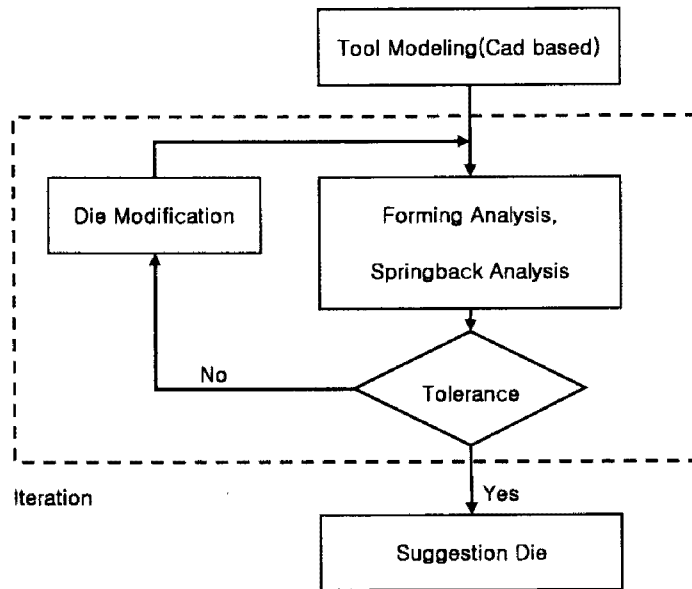 Tool Modeling(Cad based)
Die Modification
Forming Analysis,
Springback Analysis
No
Tolerance
Iteration
Yes
Suggestion Die